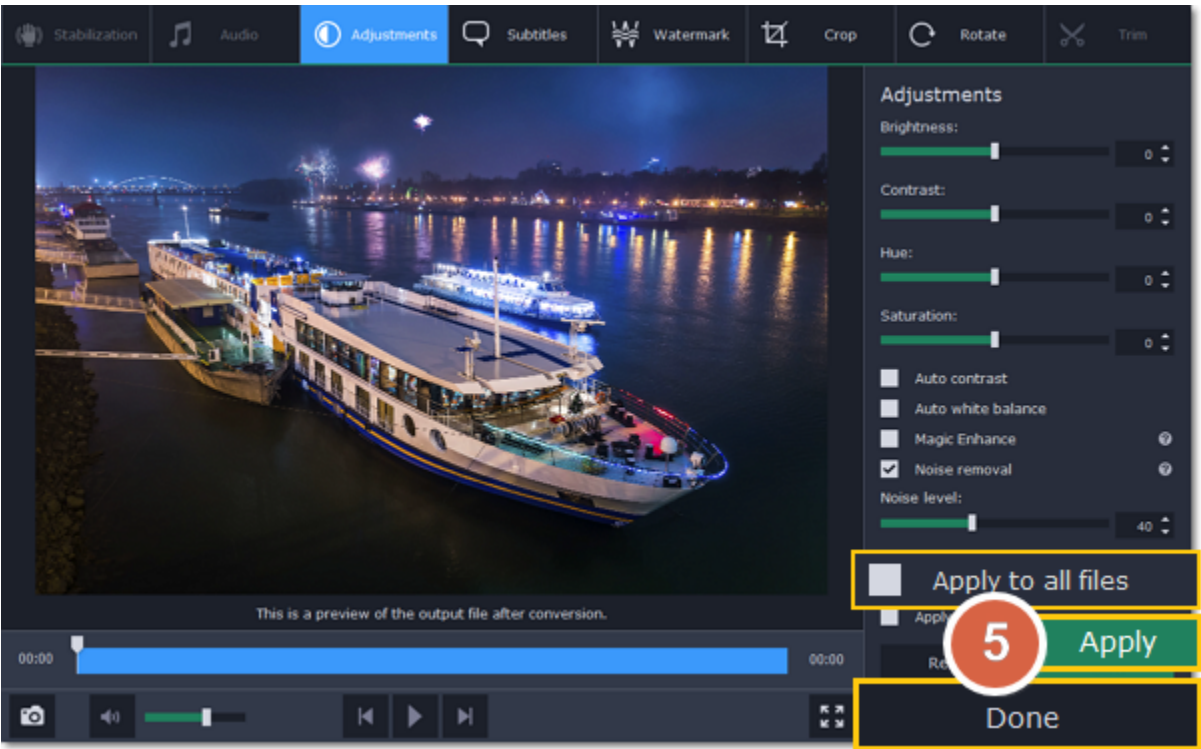 Stabilization
Audio
Adjustments
Subtitles
Watermark
Crop
Rotate
Trim
Adjustments
Brightness:
0
Contrast:
0
Hue:
0
Saturation:
0
Auto contrast
Auto white balance
Magic Enhance
?
Noise removal
?
Noise level:
40
Apply to all files
This is a preview of the output file after conversion.
5
Apply
00:00
00:00
Done